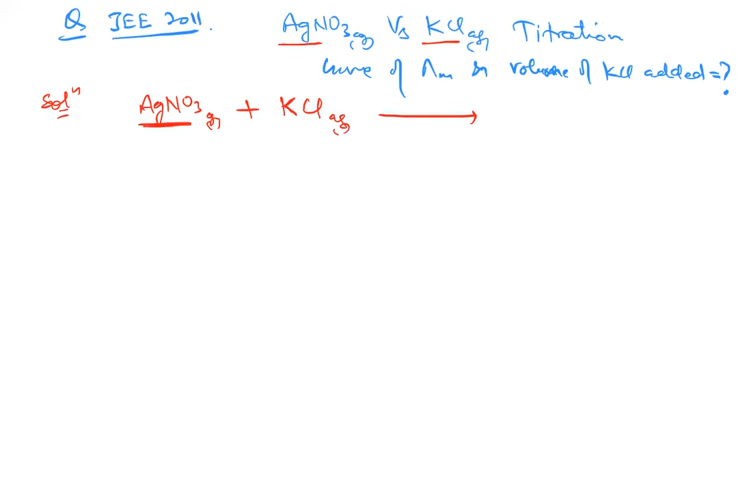 Q JEE 2011. AgNO3(aq) Vs KCl(aq) Titration
Curve of Λm & volume of KCl added = ?
Solⁿ AgNO3(aq) + KCl(aq) ⟶